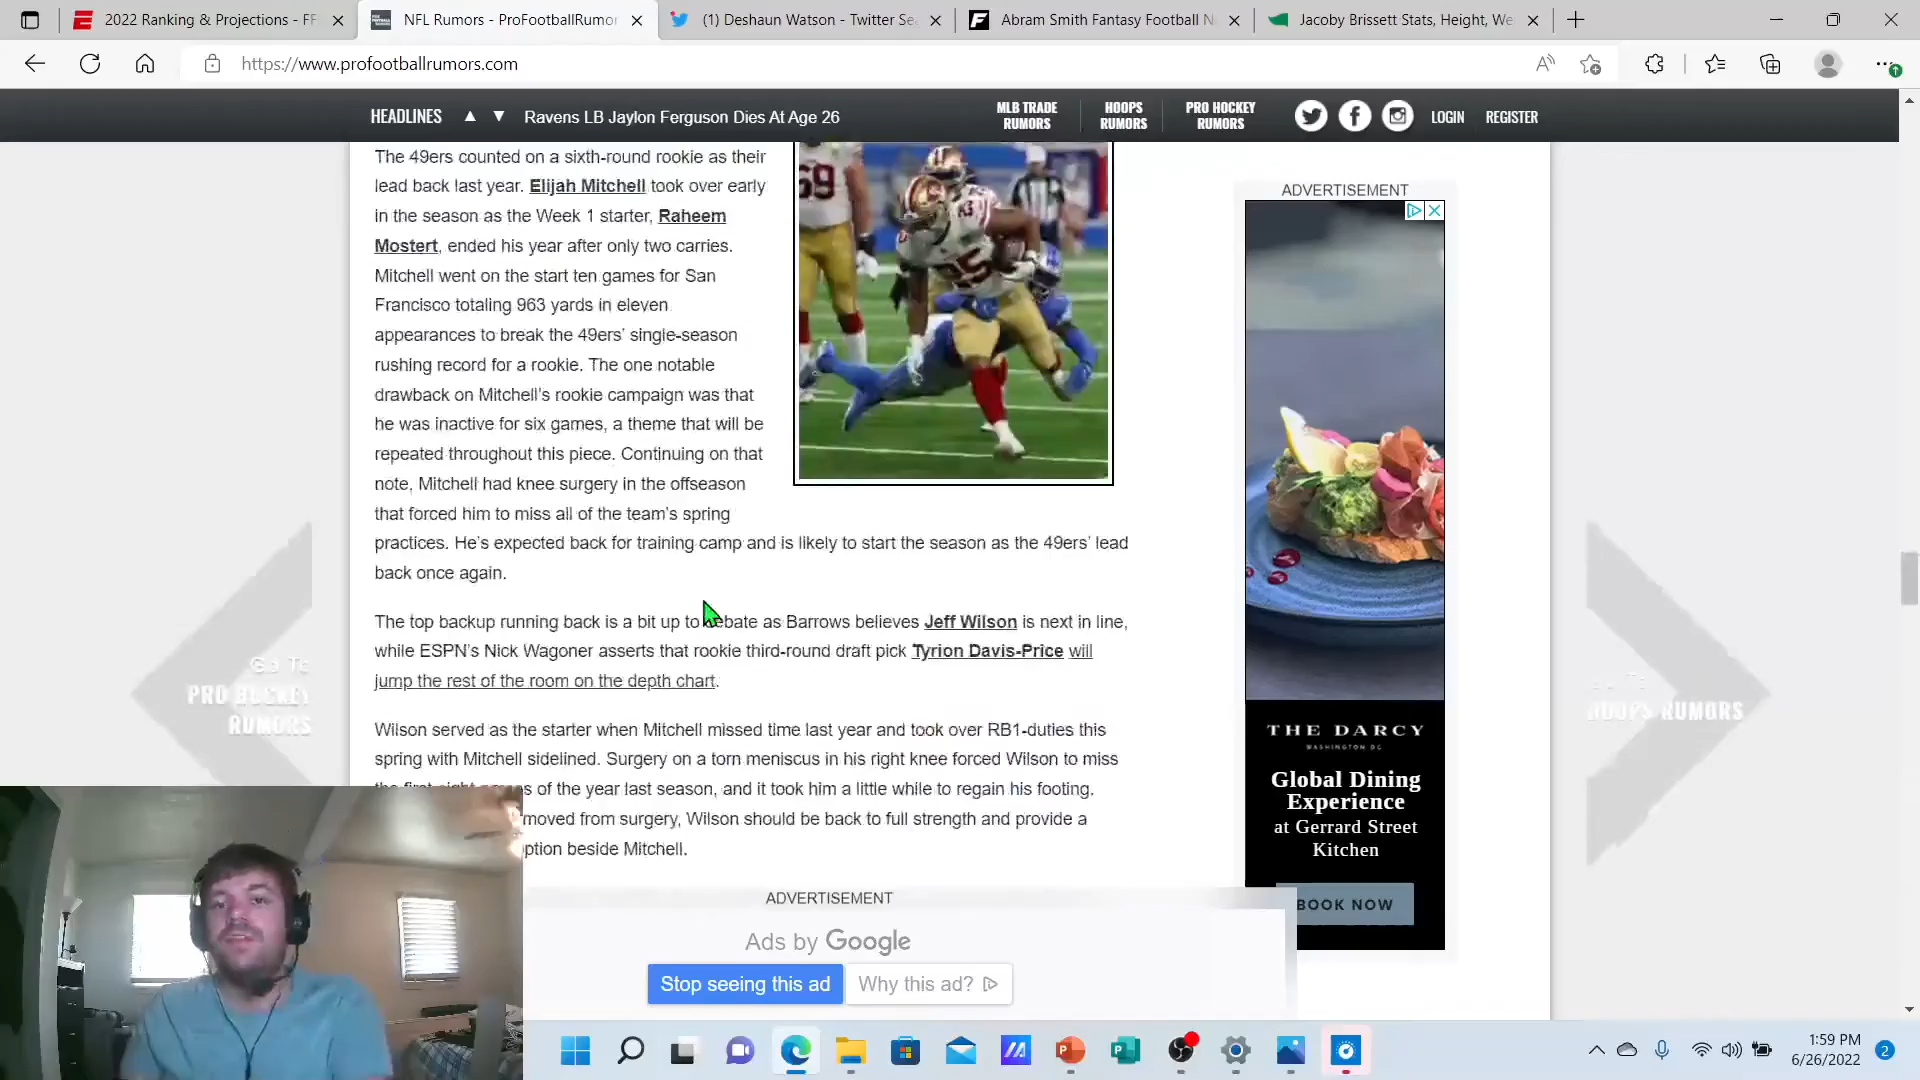 2022 Ranking & Projections - FF
NFL Rumors - ProFootballRumor
(1) Deshaun Watson - Twitter Se
Abram Smith Fantasy Football N
Jacoby Brissett Stats, Height, We
https://www.profootballrumors.com
HEADLINES ▲ ▼ Ravens LB Jaylon Ferguson Dies At Age 26
MLB TRADE
RUMORS
HOOPS
RUMORS
PRO HOCKEY
RUMORS
LOGIN
REGISTER
The 49ers counted on a sixth-round rookie as their
lead back last year. Elijah Mitchell took over early
in the season as the Week 1 starter, Raheem
Mostert, ended his year after only two carries.
Mitchell went on the start ten games for San
Francisco totaling 963 yards in eleven
appearances to break the 49ers' single-season
rushing record for a rookie. The one notable
drawback on Mitchell's rookie campaign was that
he was inactive for six games, a theme that will be
repeated throughout this piece. Continuing on that
note, Mitchell had knee surgery in the offseason
that forced him to miss all of the team's spring
practices. He's expected back for training camp and is likely to start the season as the 49ers' lead
back once again.
The top backup running back is a bit up to debate as Barrows believes Jeff Wilson is next in line,
while ESPN's Nick Wagoner asserts that rookie third-round draft pick Tyrion Davis-Price will
jump the rest of the room on the depth chart.
Wilson served as the starter when Mitchell missed time last year and took over RB1-duties this
spring with Mitchell sidelined. Surgery on a torn meniscus in his right knee forced Wilson to miss
of the year last season, and it took him a little while to regain his footing.
moved from surgery, Wilson should be back to full strength and provide a
ption beside Mitchell.
69
25
ADVERTISEMENT
THE DARCY
WASHINGTON DC
Global Dining
Experience
at Gerrard Street
Kitchen
BOOK NOW
Go To
PRO HOCKEY
RUMORS
HOOPS RUMORS
ADVERTISEMENT
Ads by Google
Stop seeing this ad
Why this ad?
1:59 PM
6/26/2022
2